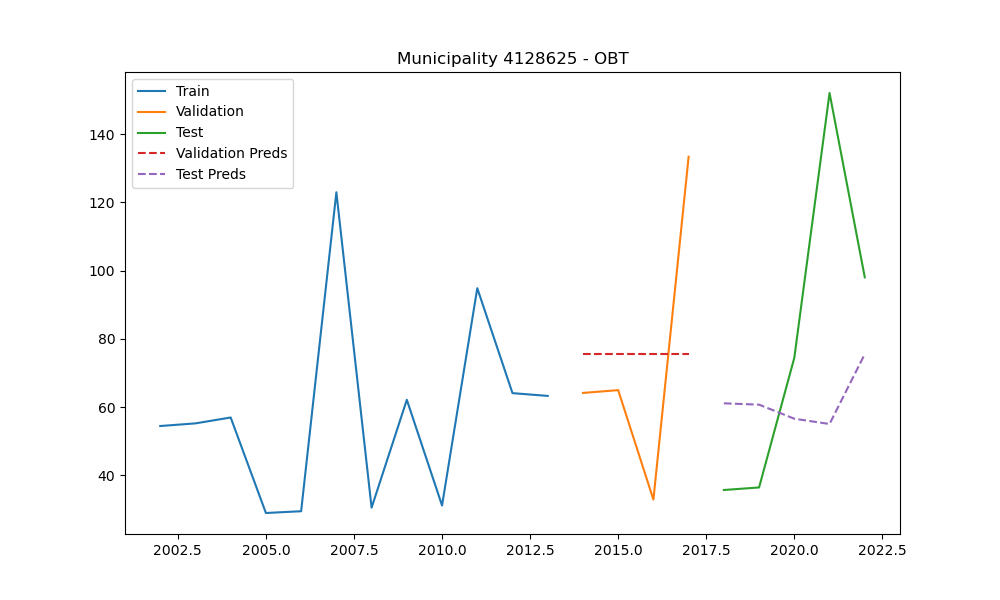 Municipality 4128625 - OBT
Train
Validation
Test
Validation Preds
Test Preds
140
120
100
80
60
40
2002.5 2005.0 2007.5 2010.0 2012.5 2015.0 2017.5 2020.0 2022.5